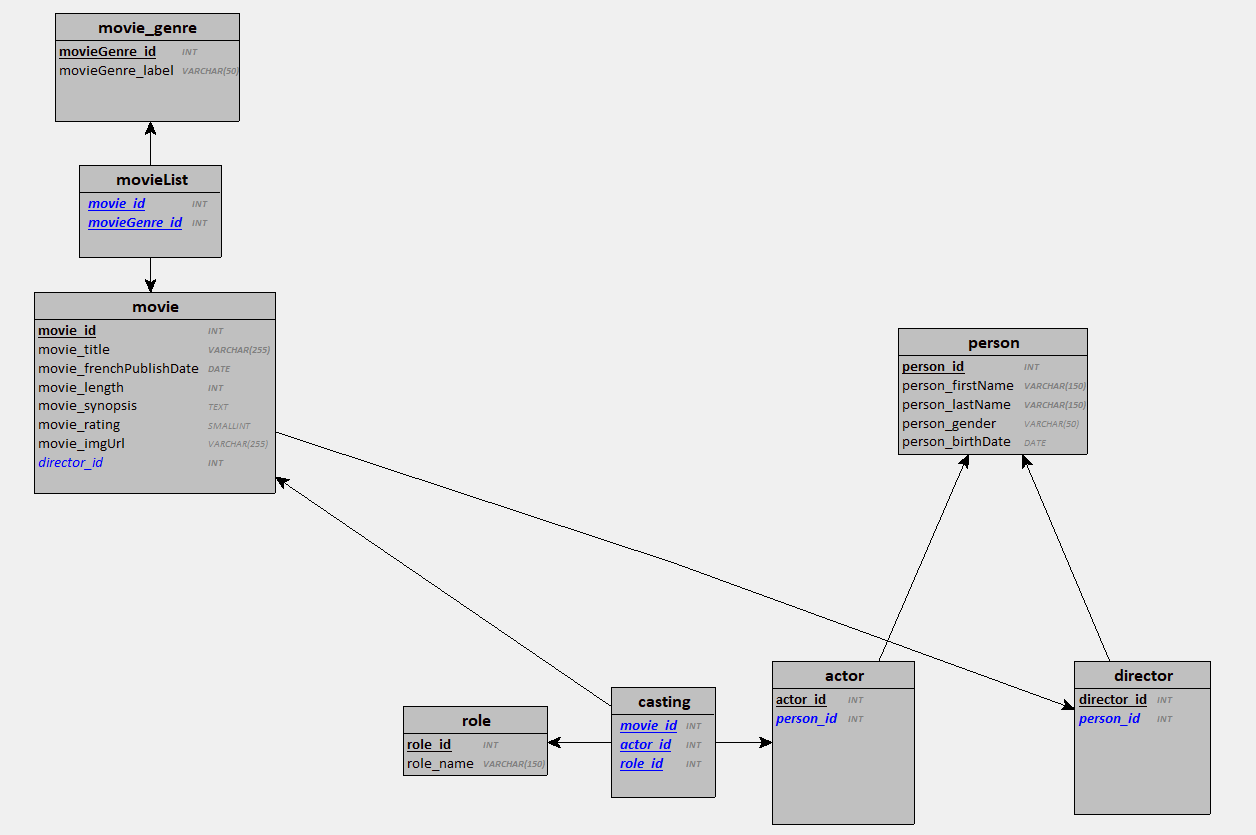 movie_genre
movieGenre_id INT
movieGenre_label VARCHAR(50)
movieList
movie_id INT
movieGenre_id INT
movie
movie_id INT
movie_title VARCHAR(255)
movie_frenchPublishDate DATE
movie_length INT
movie_synopsis TEXT
movie_rating SMALLINT
movie_imgUrl VARCHAR(255)
director_id INT
person
person_id INT
person_firstName VARCHAR(150)
person_lastName VARCHAR(150)
person_gender VARCHAR(50)
person_birthDate DATE
role
role_id INT
role_name VARCHAR(150)
casting
movie_id INT
actor_id INT
role_id INT
actor
actor_id INT
person_id INT
director
director_id INT
person_id INT